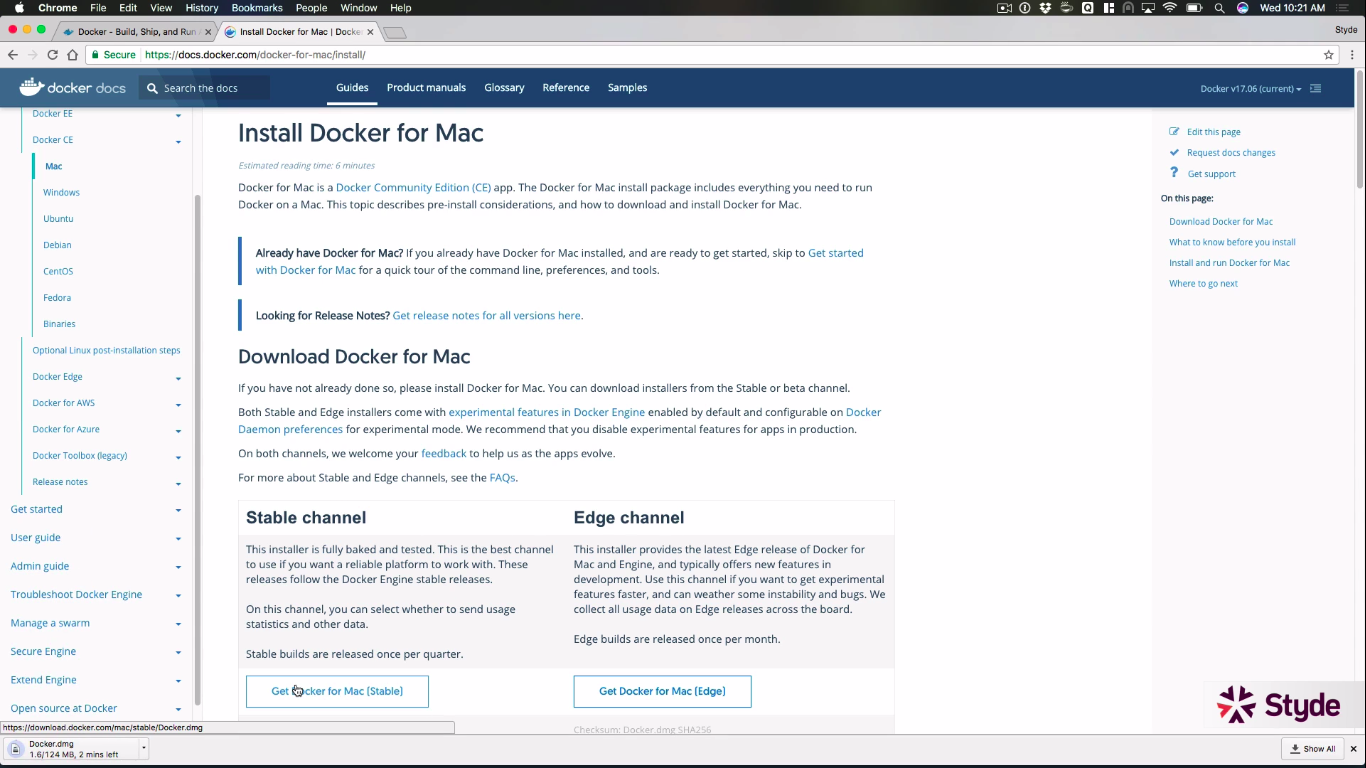 Chrome File Edit View History Bookmarks People Window Help Wed 10:21 AM
Docker - Build, Ship, and Run A Install Docker for Mac | Docke Styde
Secure https://docs.docker.com/docker-for-mac/install/
docker docs Search the docs Guides Product manuals Glossary Reference Samples Docker v17.06 (current)
Docker EE
Docker CE
Mac
Windows
Ubuntu
Debian
CentOS
Fedora
Binaries
Optional Linux post-installation steps
Docker Edge
Docker for AWS
Docker for Azure
Docker Toolbox (legacy)
Release notes
Get started
User guide
Admin guide
Troubleshoot Docker Engine
Manage a swarm
Secure Engine
Extend Engine
Open source at Docker
Install Docker for Mac
Estimated reading time: 6 minutes
Docker for Mac is a Docker Community Edition (CE) app. The Docker for Mac install package includes everything you need to run
Docker on a Mac. This topic describes pre-install considerations, and how to download and install Docker for Mac.
Already have Docker for Mac? If you already have Docker for Mac installed, and are ready to get started, skip to Get started
with Docker for Mac for a quick tour of the command line, preferences, and tools.
Looking for Release Notes? Get release notes for all versions here.
Download Docker for Mac
If you have not already done so, please install Docker for Mac. You can download installers from the Stable or beta channel.
Both Stable and Edge installers come with experimental features in Docker Engine enabled by default and configurable on Docker
Daemon preferences for experimental mode. We recommend that you disable experimental features for apps in production.
On both channels, we welcome your feedback to help us as the apps evolve.
For more about Stable and Edge channels, see the FAQs.
Stable channel
This installer is fully baked and tested. This is the best channel
to use if you want a reliable platform to work with. These
releases follow the Docker Engine stable releases.
On this channel, you can select whether to send usage
statistics and other data.
Stable builds are released once per quarter.
Get Docker for Mac (Stable)
Edge channel
This installer provides the latest Edge release of Docker for
Mac and Engine, and typically offers new features in
development. Use this channel if you want to get experimental
features faster, and can weather some instability and bugs. We
collect all usage data on Edge releases across the board.
Edge builds are released once per month.
Get Docker for Mac (Edge)
Checksum: Docker.dmg SHA256
Edit this page
Request docs changes
Get support
On this page:
Download Docker for Mac
What to know before you install
Install and run Docker for Mac
Where to go next
Styde
https://download.docker.com/mac/stable/Docker.dmg
Docker.dmg
1.6/124 MB, 2 mins left
Show All